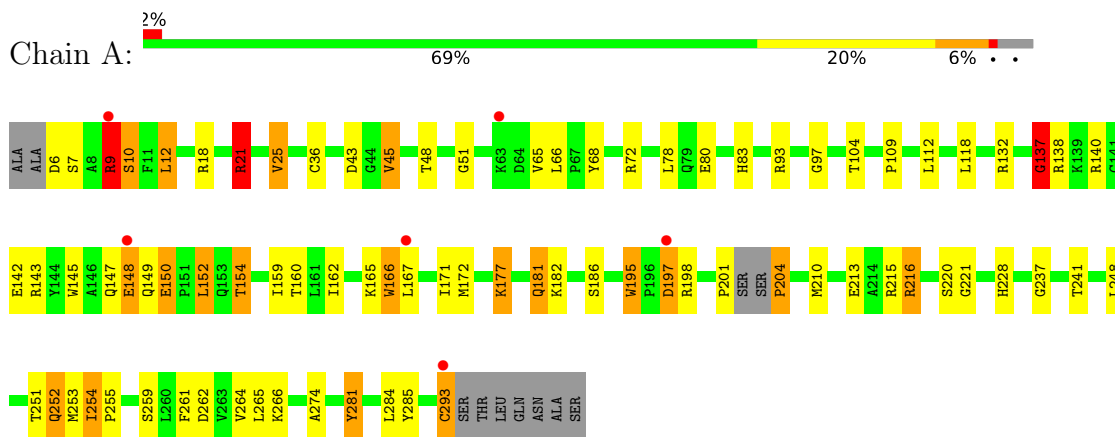 2%
Chain A:
69% 20% 6% • •
ALA ALA D6 S7 A8 R9 S10 F11 L12 R18 R21 V25 C36 D43 G44 V45 T48 G51 K63 D64 V65 L66 P67 Y68 R72 L78 Q79 E80 H83 R93 G97 T104 P109 L112 L118 R132 G137 R138 K139 R140 G141
E142 R143 Y144 W145 A146 Q147 E148 Q149 E150 P151 L152 Q153 T154 I159 T160 L161 I162 K165 W166 L167 I171 M172 K177 Q181 K182 S186 W195 P196 D197 R198 P201 SER SER P204 M210 E213 A214 R215 R216 S220 G221 H228 G237 T241 L248
T251 Q252 M253 I254 P255 S259 L260 F261 D262 V263 V264 L265 K266 A274 Y281 L284 Y285 C293 SER THR LEU GLN ASN ALA SER